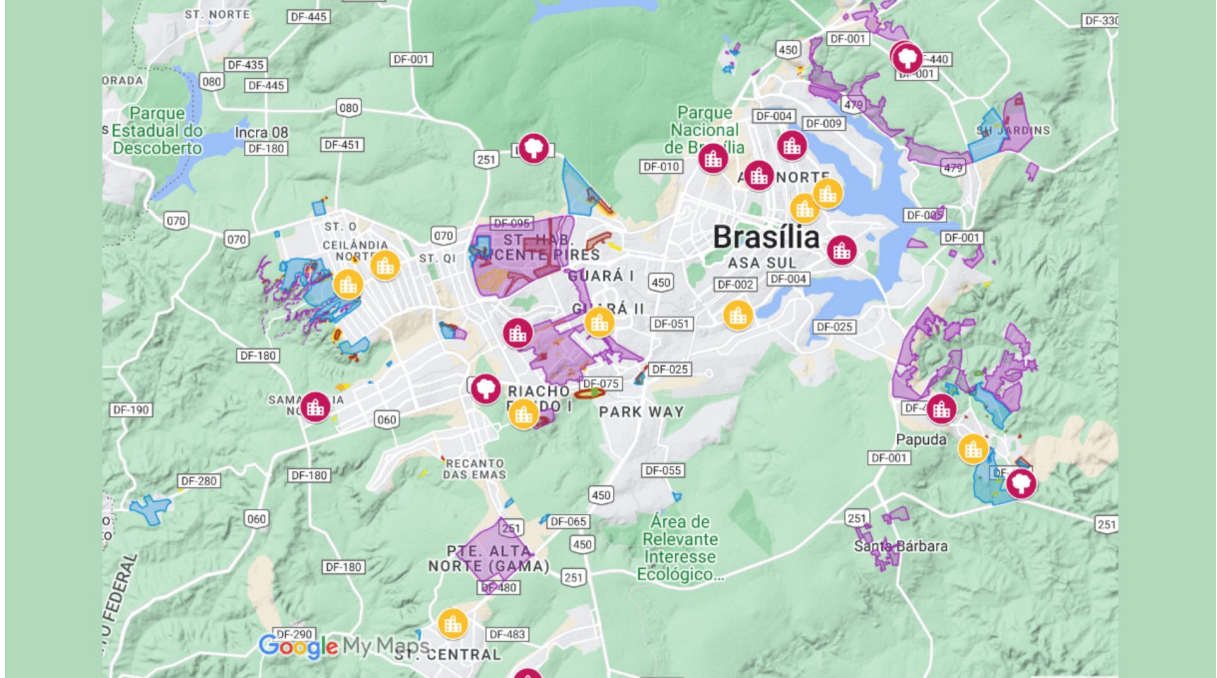 ST. NORTE
DF-445
DF-001
450
DF-330
DF-435
080
DF-445
DF-001
DF-001
080
479
DF-004
DF-009
Parque
Estadual do
Descoberto
Incra 08
DF-180
DF-451
251
Parque
Nacional
de Brasília
DF-010
SH JARDINS
479
070
070
ST. O
CEILÂNDIA
NORTE
070
ST. QI
DF-095
ST. HAB.
VICENTE PIRES
Brasília
ASA SUL
DF-005
DF-001
GUARÁ I
450
DF-002
DF-004
GUARÁ II
DF-051
DF-025
DF-180
DF-025
DF-075
RIACHO
FUNDO I
PARK WAY
DF-190
060
Papuda
DF-001
RECANTO
DAS EMAS
DF-280
DF-180
DF-055
060
450
251
DF-065
450
251
251
Área de
Relevante
Interesse
Ecológico...
Santa Bárbara
PTE. ALTA
NORTE (GAMA)
251
DF-180
DF-480
DF-290
DF-483
Google My Maps
ST. CENTRAL